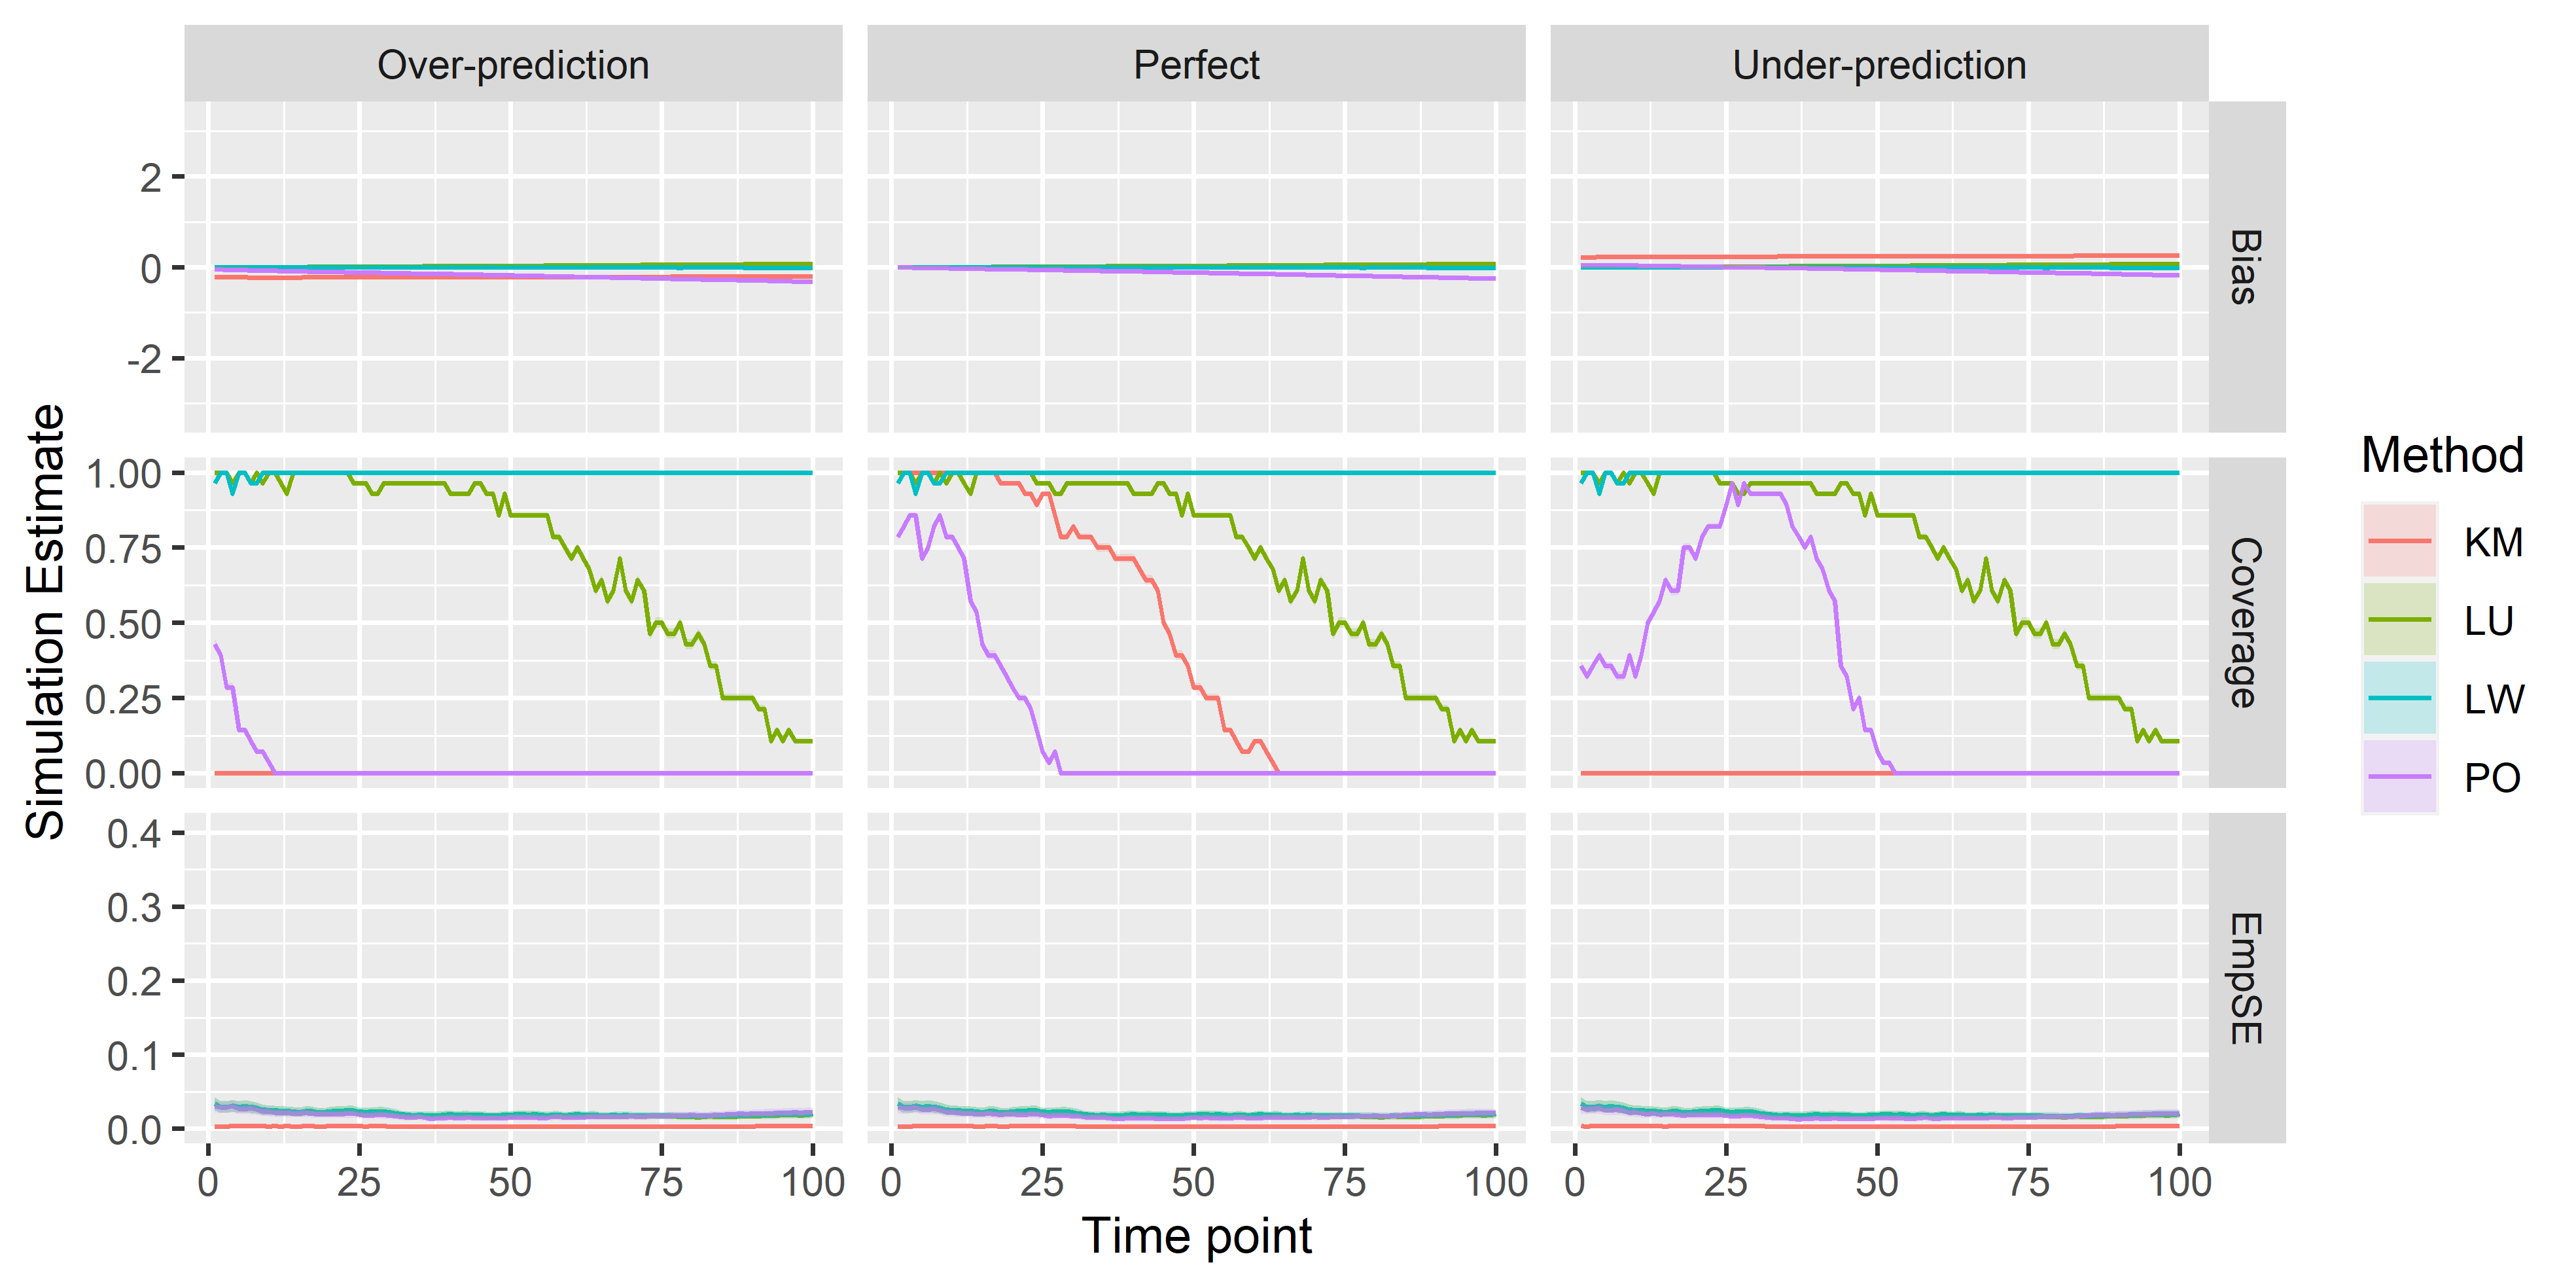 Over-prediction
Perfect
Under-prediction
2
0
-2
Bias
1.00
0.75
0.50
0.25
0.00
Coverage
0.4
0.3
0.2
0.1
0.0
EmpSE
0 25 50 75 100
0 25 50 75 100
0 25 50 75 100
Time point
Simulation Estimate
Method
KM
LU
LW
PO